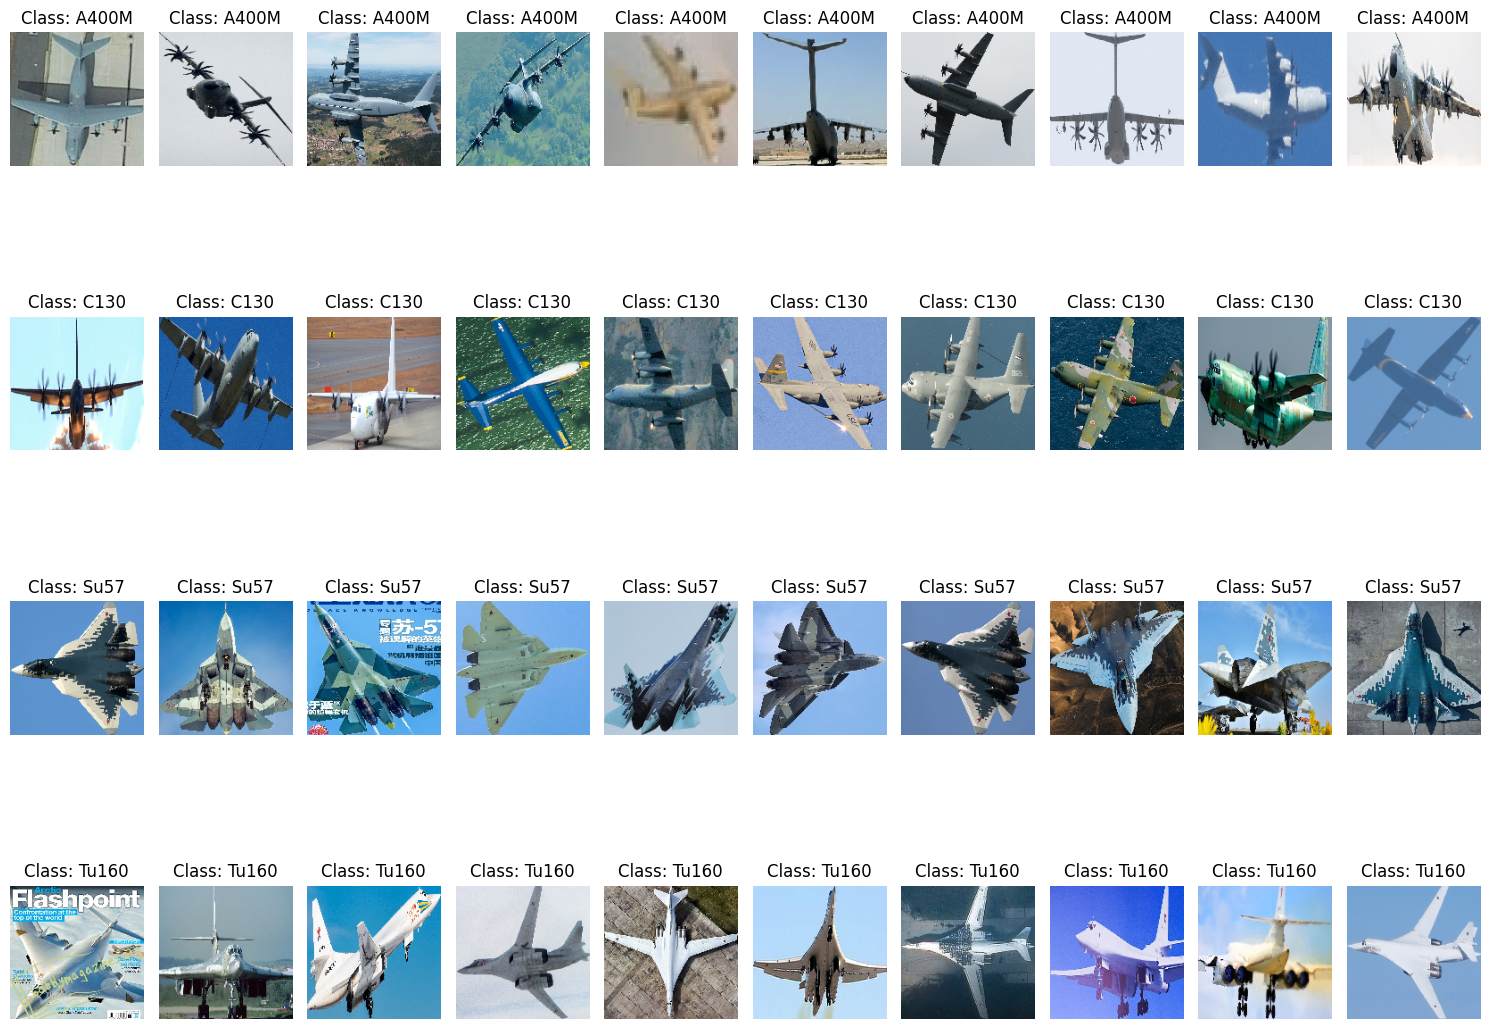 Class: A400M Class: A400M Class: A400M Class: A400M Class: A400M Class: A400M Class: A400M Class: A400M Class: A400M Class: A400M
Class: C130 Class: C130 Class: C130 Class: C130 Class: C130 Class: C130 Class: C130 Class: C130 Class: C130 Class: C130
Class: Su57 Class: Su57 Class: Su57 Class: Su57 Class: Su57 Class: Su57 Class: Su57 Class: Su57 Class: Su57 Class: Su57
苏-57
Class: Tu160 Class: Tu160 Class: Tu160 Class: Tu160 Class: Tu160 Class: Tu160 Class: Tu160 Class: Tu160 Class: Tu160 Class: Tu160
Arctic
Flashpoint
Confrontation at the
top of the world